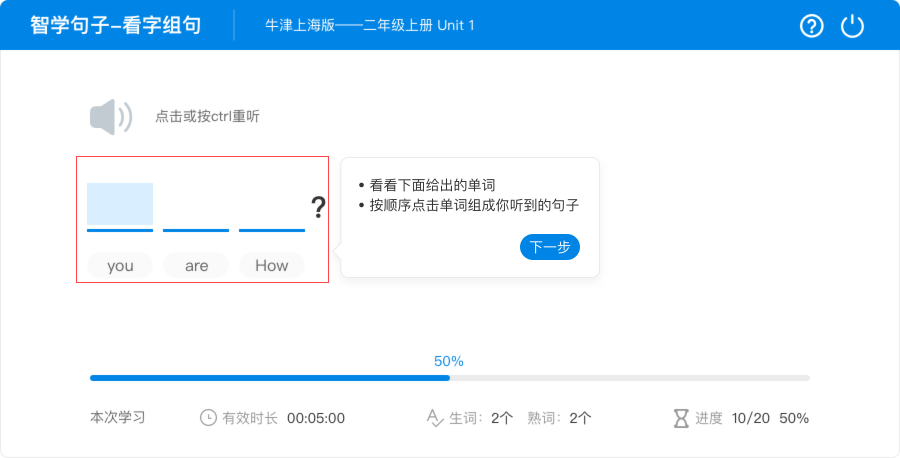 智学句子-看字组句
牛津上海版——二年级上册 Unit 1
点击或按ctrl重听
?
you are How
• 看看下面给出的单词
• 按顺序点击单词组成你听到的句子
下一步
50%
本次学习 有效时长 00:05:00 生词: 2个 熟词: 2个 进度 10/20 50%